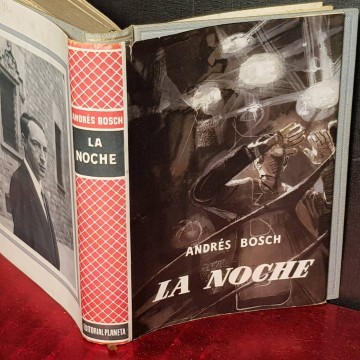 ANDRÉS BOSCH
LA
NOCHE
EDITORIAL PLANETA
ANDRÉS BOSCH
LA NOCHE